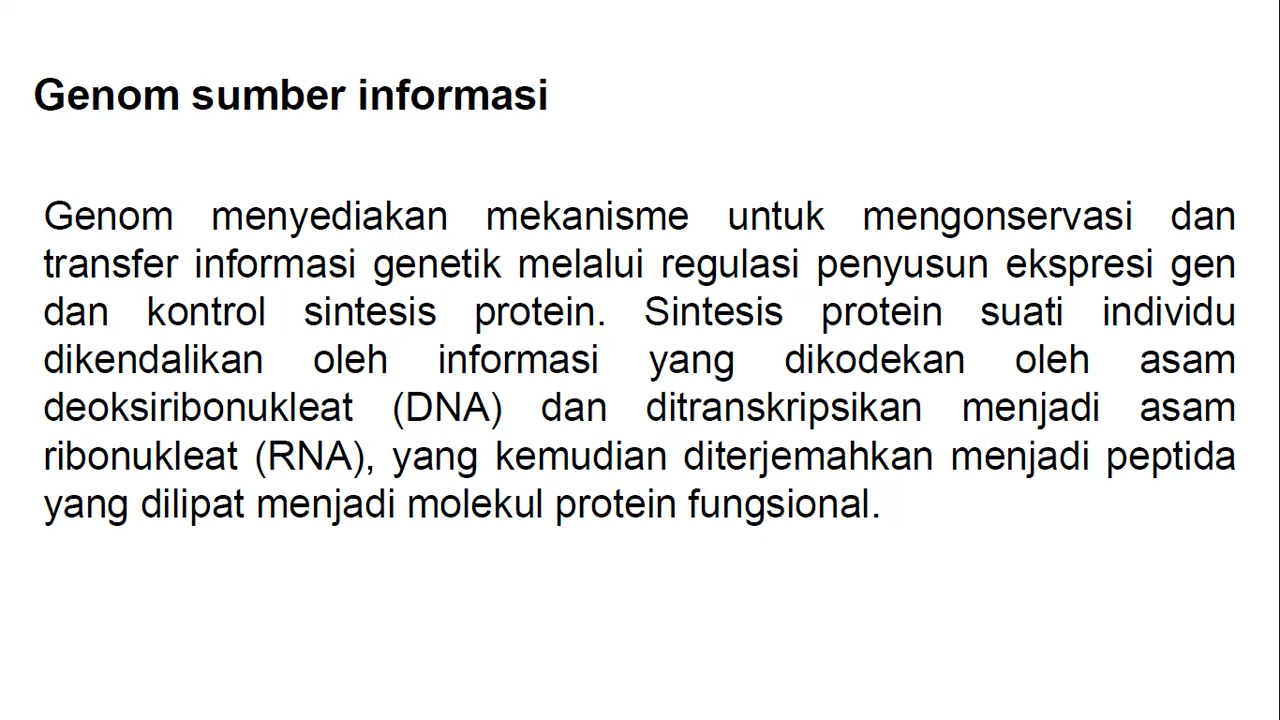 Genom sumber informasi
Genom menyediakan mekanisme untuk mengonservasi dan
transfer informasi genetik melalui regulasi penyusun ekspresi gen
dan kontrol sintesis protein. Sintesis protein suati individu
dikendalikan oleh informasi yang dikodekan oleh asam
deoksiribonukleat (DNA) dan ditranskripsikan menjadi asam
ribonukleat (RNA), yang kemudian diterjemahkan menjadi peptida
yang dilipat menjadi molekul protein fungsional.